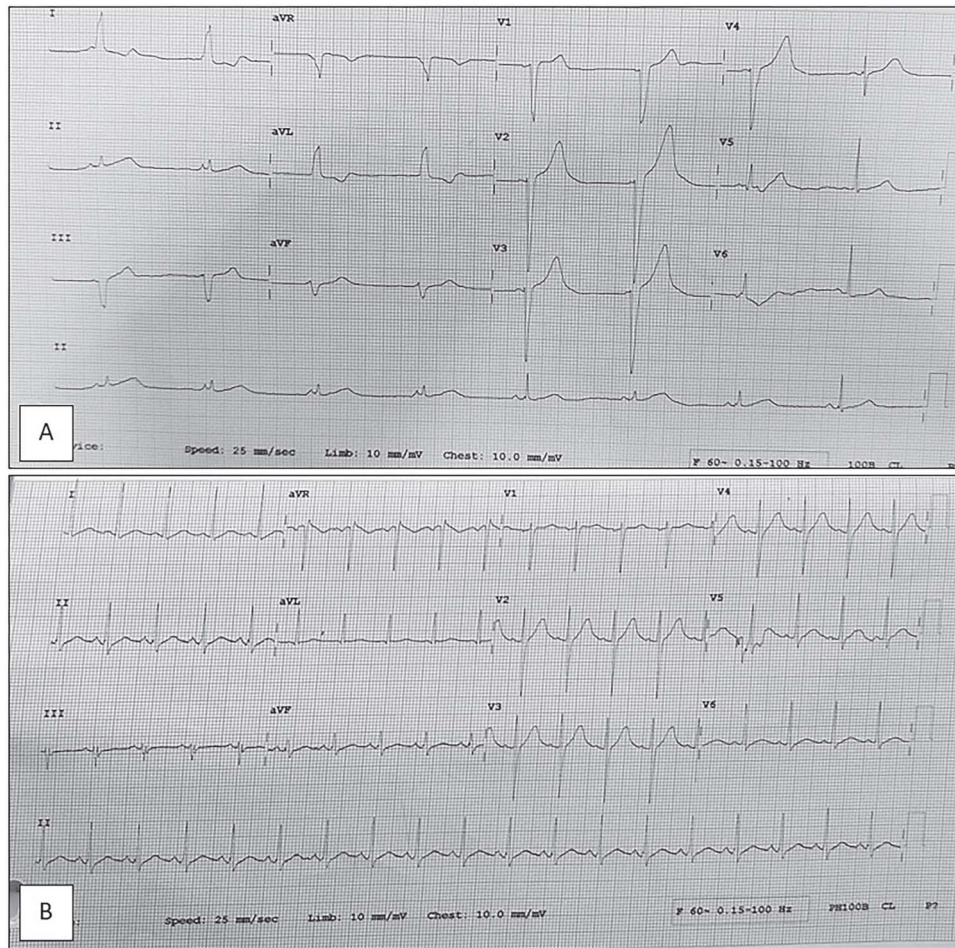 I aVR V1 V4
II aVL V2 V5
III aVF V3 V6
II
A
vice: Speed: 25 mm/sec Limb: 10 mm/mV Chest: 10.0 mm/mV F 60~ 0.15-100 Hz 100B CL
I aVR V1 V4
II aVL V2 V5
III aVF V3 V6
II
B
Speed: 25 mm/sec Limb: 10 mm/mV Chest: 10.0 mm/mV F 60~ 0.15-100 Hz PH100B CL P?